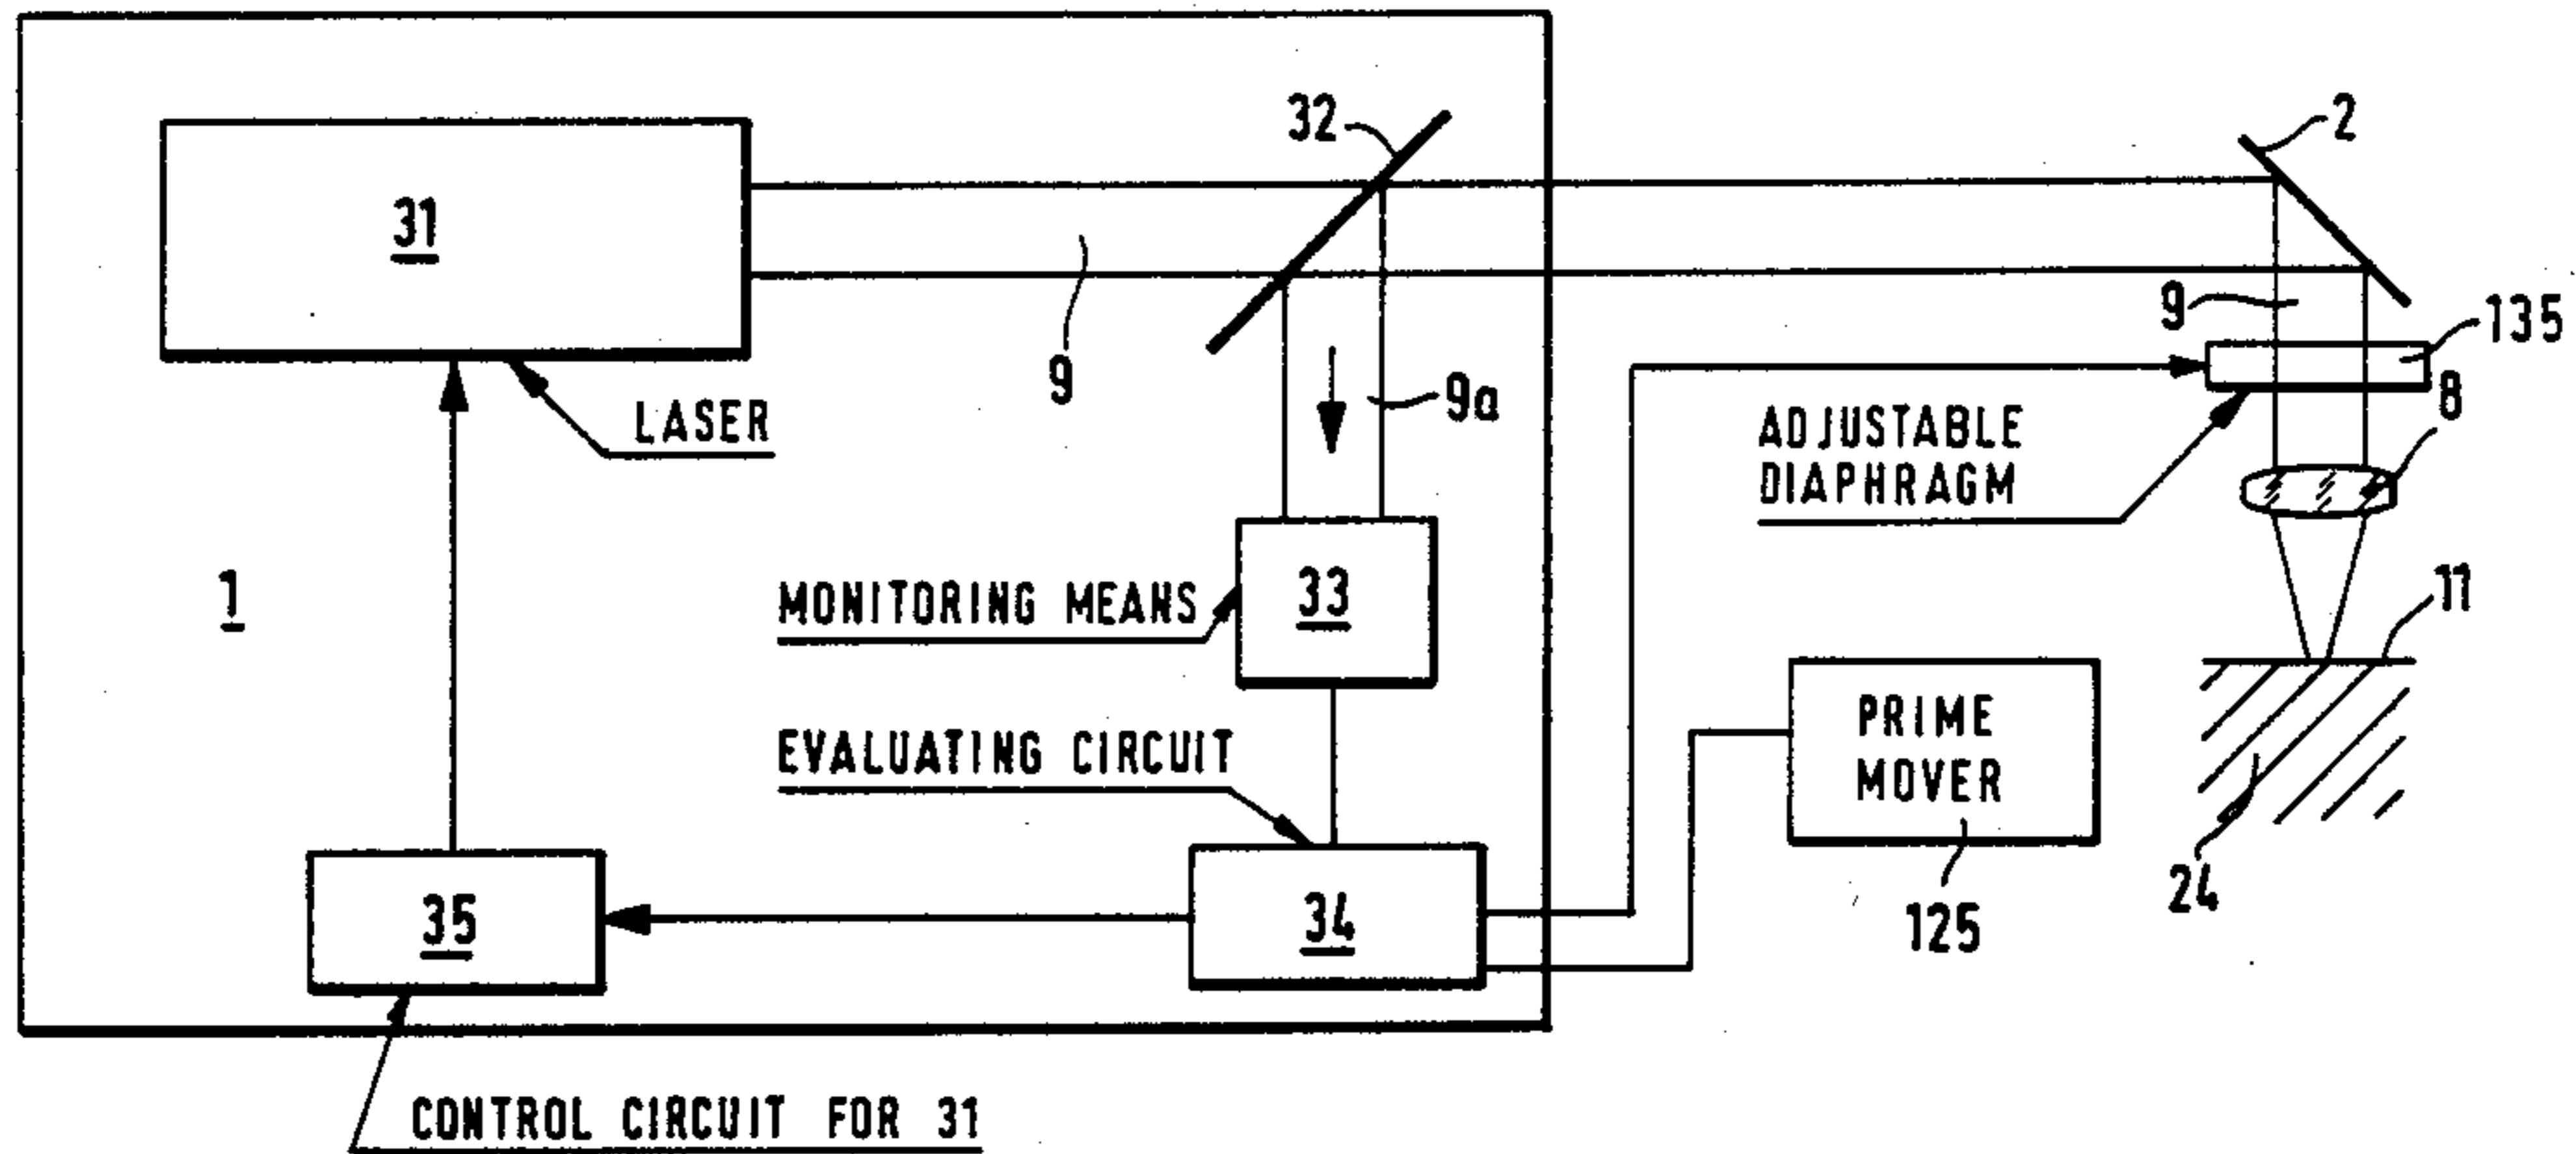 32
2
31
9
135
9
8
9a
LASER
ADJUSTABLE
DIAPHRAGM
1
MONITORING MEANS
33
11
PRIME
MOVER
EVALUATING CIRCUIT
24
35
34
125
CONTROL CIRCUIT FOR 31